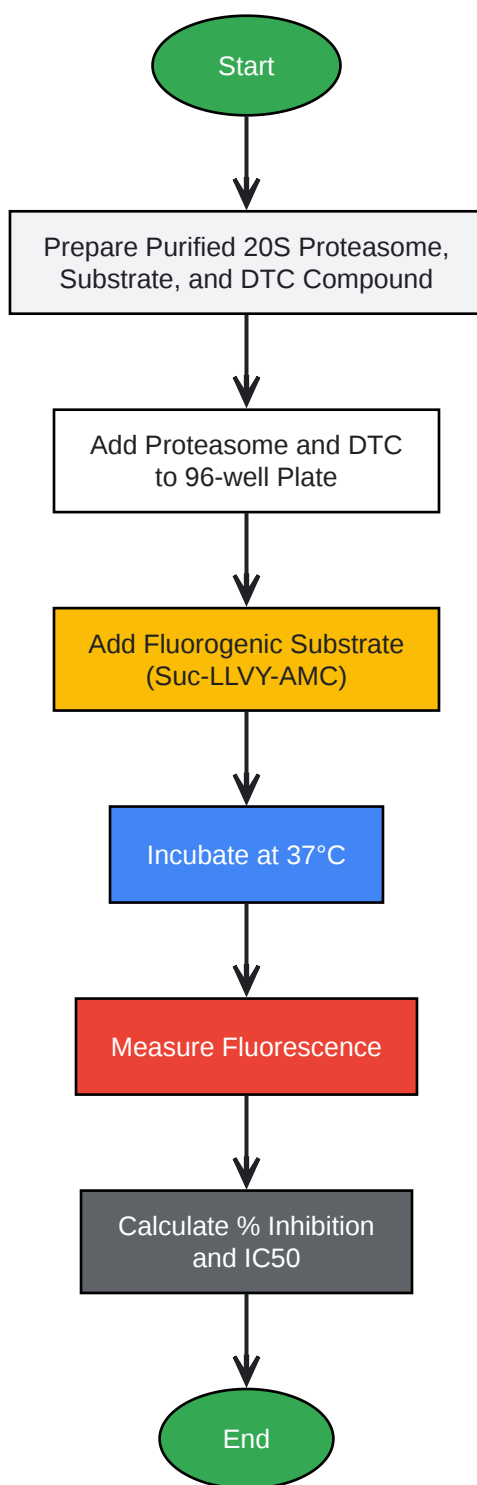 Start
Prepare Purified 20S Proteasome,
Substrate, and DTC Compound
Add Proteasome and DTC
to 96-well Plate
Add Fluorogenic Substrate
(Suc-LLVY-AMC)
Incubate at 37°C
Measure Fluorescence
Calculate % Inhibition
and IC50
End